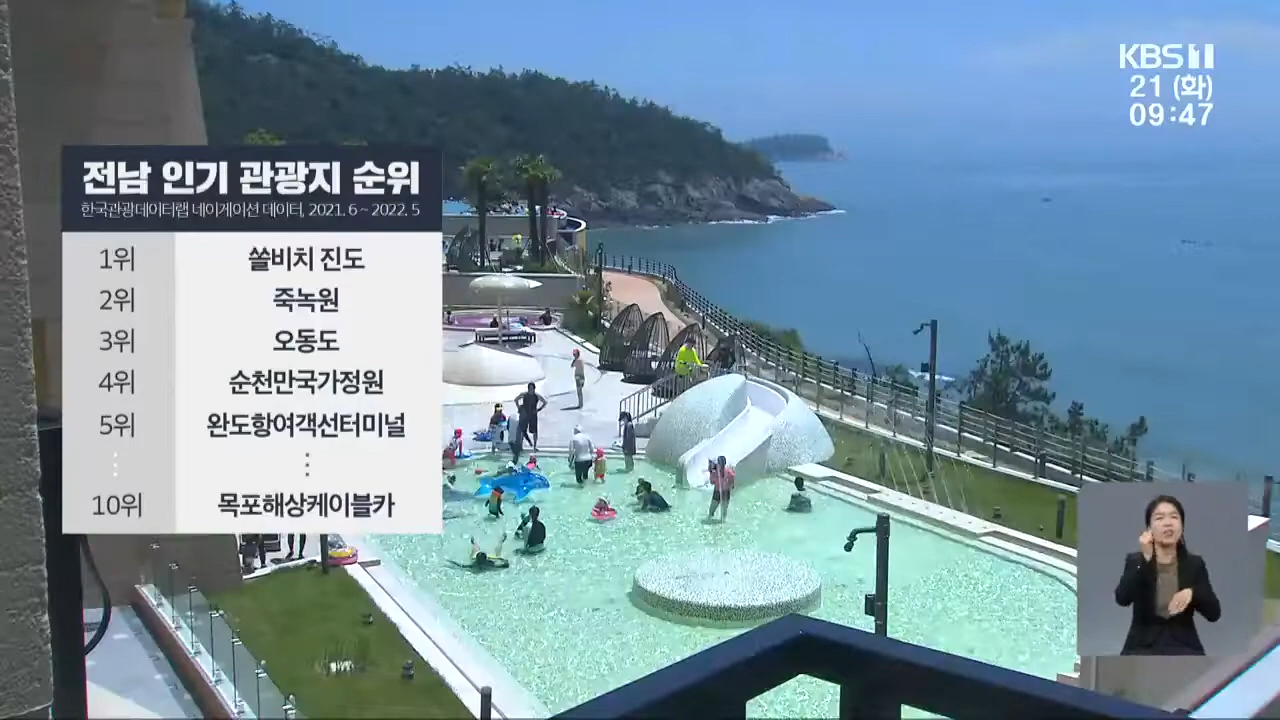 KBS 1
21 (화)
09:47
전남 인기 관광지 순위
한국관광데이터랩 네이게이션 데이터, 2021. 6 ~ 2022. 5
1위 쏠비치 진도
2위 죽녹원
3위 오동도
4위 순천만국가정원
5위 완도항여객선터미널
⋮ ⋮
10위 목포해상케이블카